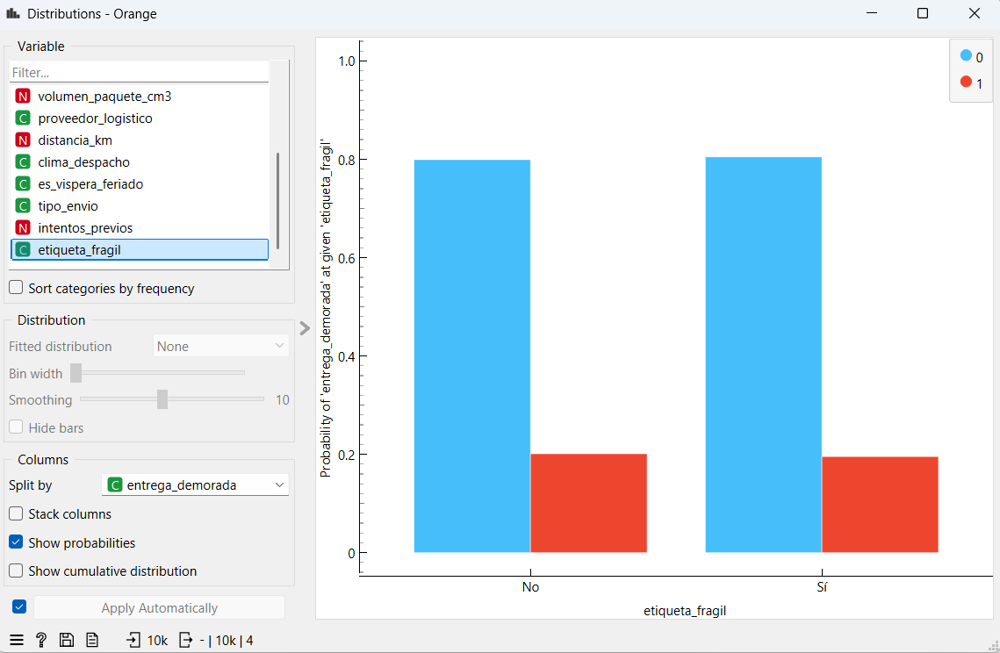 Distributions - Orange
Variable
Filter...
N volumen_paquete_cm3
C proveedor_logistico
N distancia_km
C clima_despacho
C es_vispera_feriado
C tipo_envio
N intentos_previos
C etiqueta_fragil
Sort categories by frequency
Distribution
Fitted distribution None
Bin width
Smoothing 10
Hide bars
Columns
Split by C entrega_demorada
Stack columns
Show probabilities
Show cumulative distribution
Apply Automatically
? 10k - | 10k | 4
Probability of 'entrega_demorada' at given 'etiqueta_fragil'
1.0
0.8
0.6
0.4
0.2
0
No Sí
etiqueta_fragil
0
1